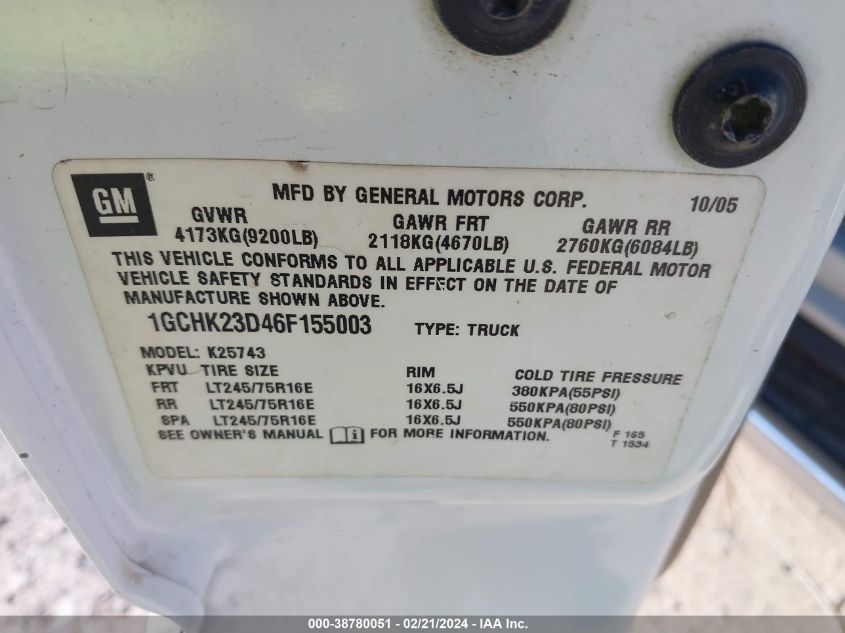 GM ®
MFD BY GENERAL MOTORS CORP. 10/05
GVWR GAWR FRT GAWR RR
4173KG(9200LB) 2118KG(4670LB) 2760KG(6084LB)
THIS VEHICLE CONFORMS TO ALL APPLICABLE U.S. FEDERAL MOTOR
VEHICLE SAFETY STANDARDS IN EFFECT ON THE DATE OF
MANUFACTURE SHOWN ABOVE.
1GCHK23D46F155003 TYPE: TRUCK
MODEL: K25743
KPVU TIRE SIZE RIM COLD TIRE PRESSURE
FRT LT245/75R16E 16X6.5J 380KPA(55PSI)
RR LT245/75R16E 16X6.5J 550KPA(80PSI)
SPA LT245/75R16E 16X6.5J 550KPA(80PSI)
SEE OWNER'S MANUAL FOR MORE INFORMATION. F 165
T 1534
000-38780051 - 02/21/2024 - IAA Inc.